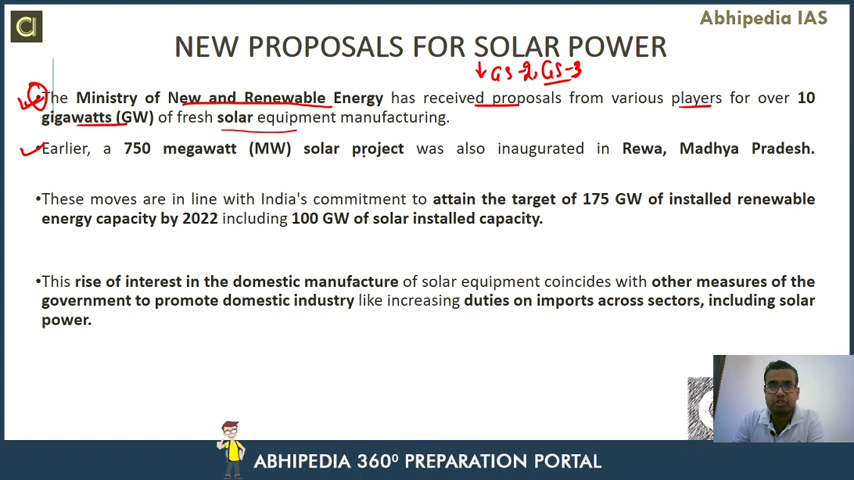 Abhipedia IAS
NEW PROPOSALS FOR SOLAR POWER
↓GS-2 GS-3
•The Ministry of New and Renewable Energy has received proposals from various players for over 10
gigawatts (GW) of fresh solar equipment manufacturing.
•Earlier, a 750 megawatt (MW) solar project was also inaugurated in Rewa, Madhya Pradesh.
•These moves are in line with India's commitment to attain the target of 175 GW of installed renewable
energy capacity by 2022 including 100 GW of solar installed capacity.
•This rise of interest in the domestic manufacture of solar equipment coincides with other measures of the
government to promote domestic industry like increasing duties on imports across sectors, including solar
power.
ABHIPEDIA 360⁰ PREPARATION PORTAL